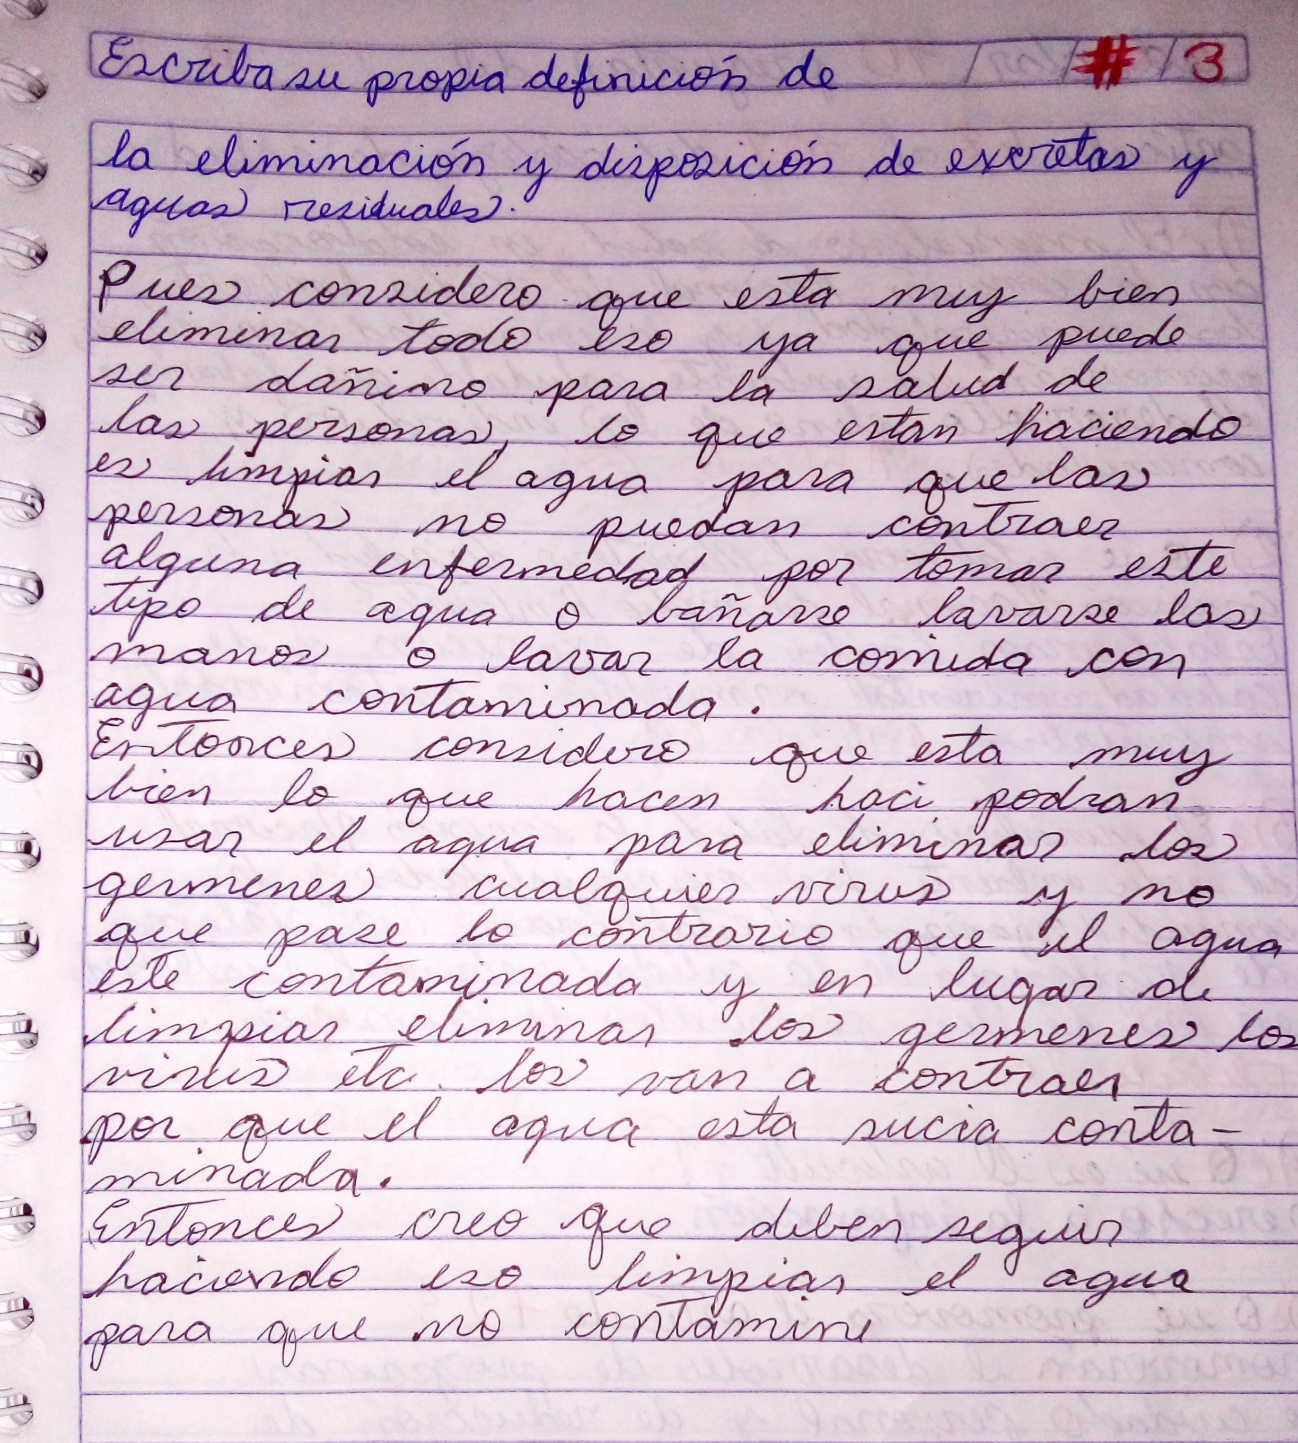 Escriba su propia definición de # 3
la eliminación y disposición de excretas y
aguas residuales.
Pues considero que esta muy bien
eliminar todo eso ya que puede
ser dañino para la salud de
las personas, lo que estan haciendo
es limpiar el agua para que las
personas no puedan contraer
alguna enfermedad por tomar este
tipo de agua o bañarse lavarse las
manos o lavar la comida con
agua contaminada.
Entonces considero que esta muy
bien lo que hacen haci podran
usar el agua para eliminar los
germenes cualquier virus y no
que pase lo contrario que el agua
este contaminada y en lugar de
limpiar eliminar los germenes los
virus etc. los van a contraer
por que el agua esta sucia conta-
minada.
Entonces creo que deben seguir
haciendo eso limpiar el agua
para que no contamine